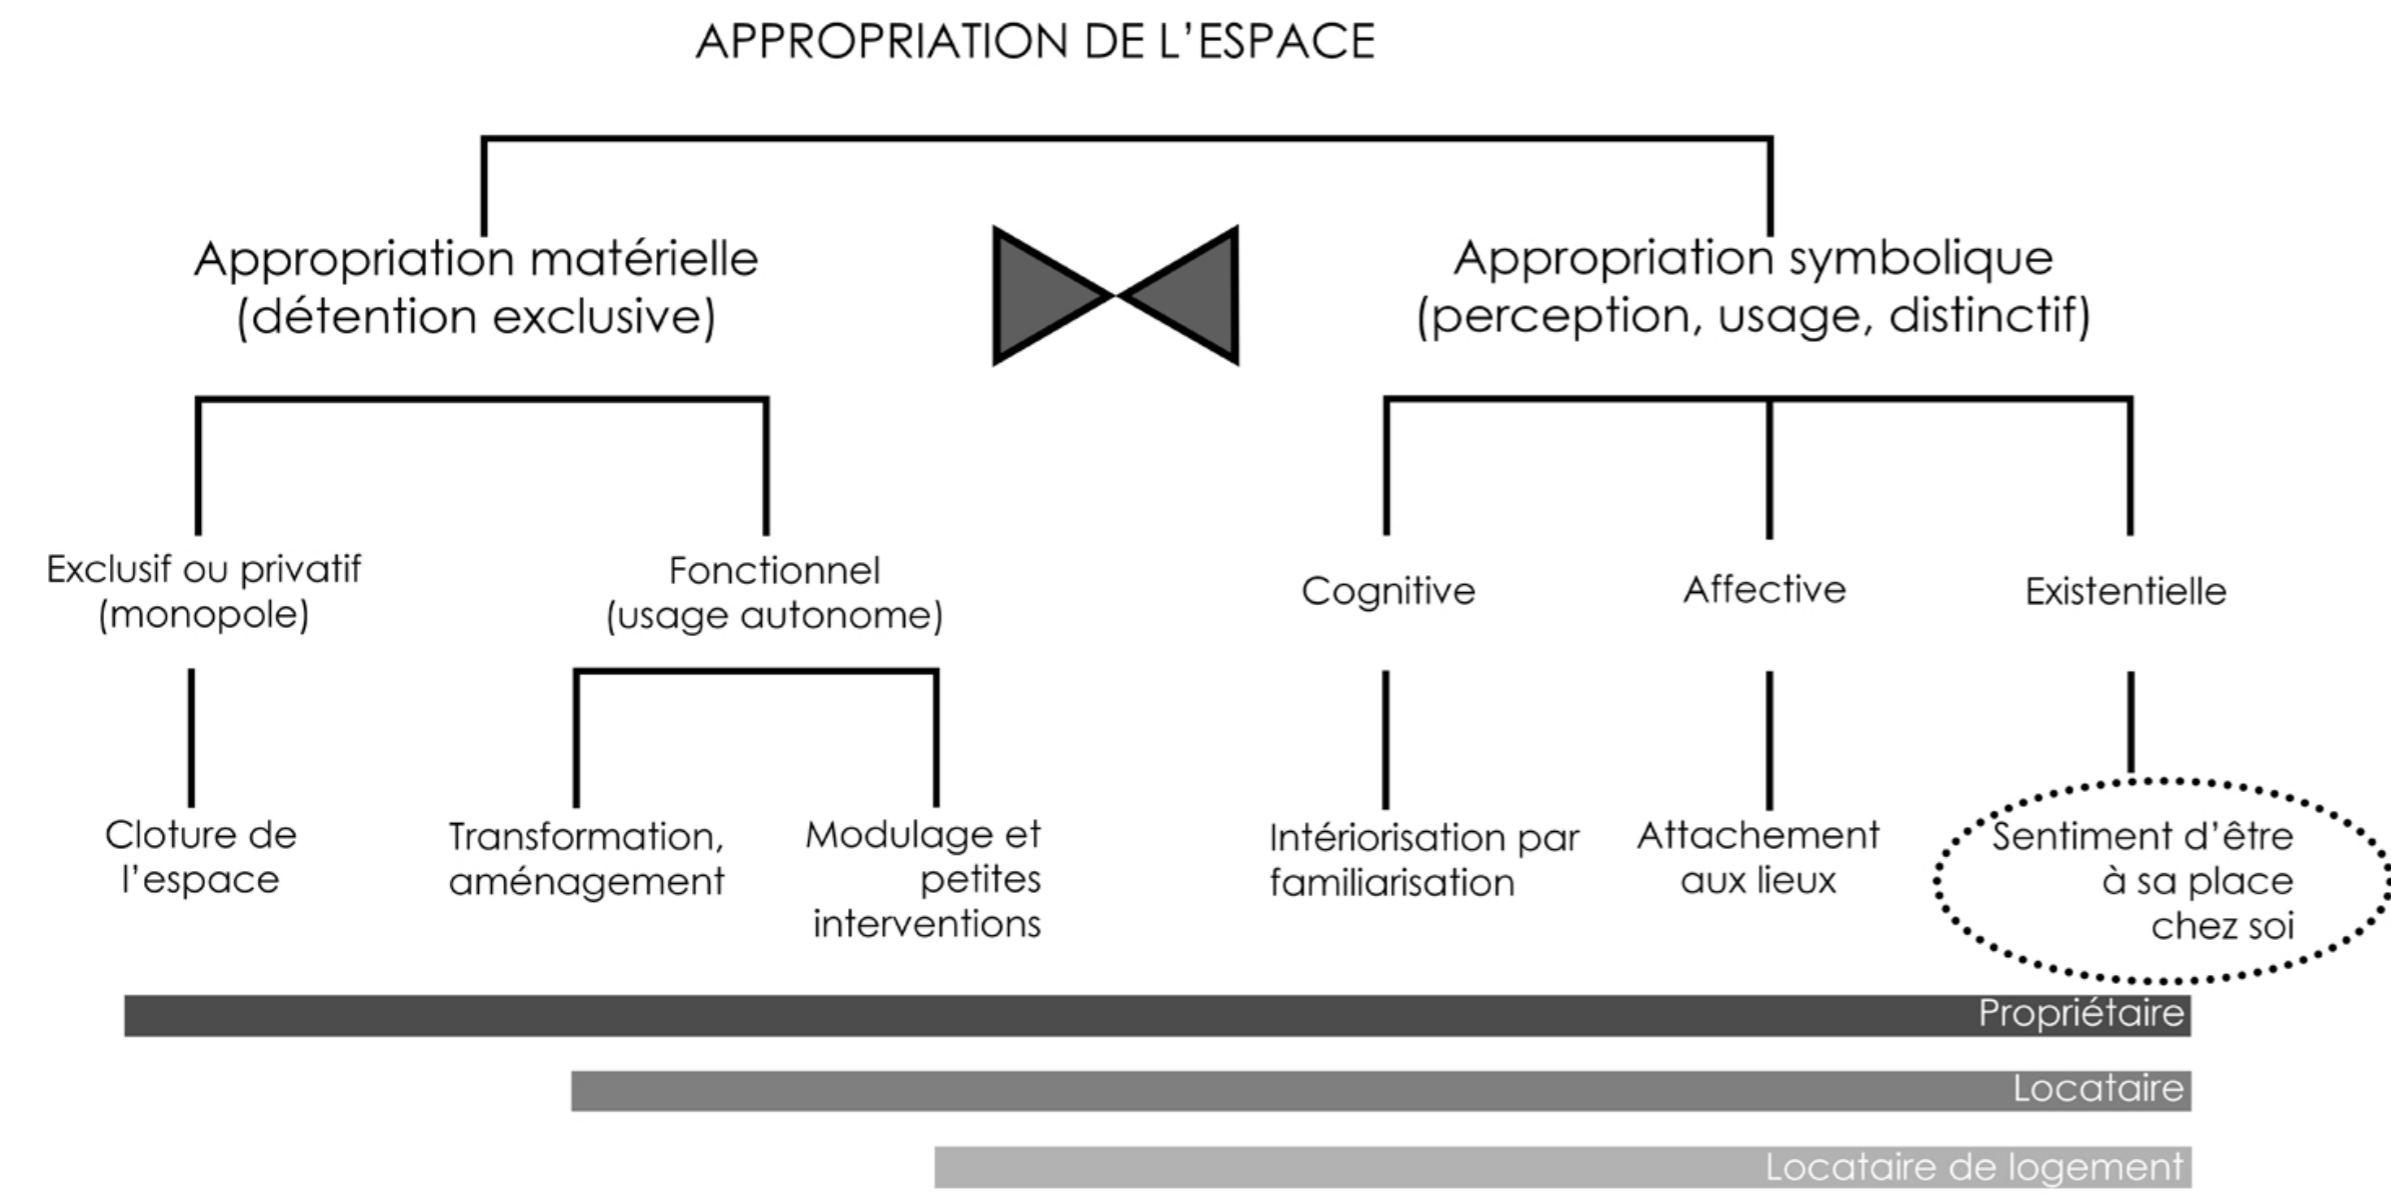 APPROPRIATION DE L'ESPACE
Appropriation matérielle
(détention exclusive)
Appropriation symbolique
(perception, usage, distinctif)
Exclusif ou privatif
(monopole)
Fonctionnel
(usage autonome)
Cognitive
Affective
Existentielle
Cloture de
l'espace
Transformation,
aménagement
Modulage et
petites
interventions
Intériorisation par
familiarisation
Attachement
aux lieux
Sentiment d'être
à sa place
chez soi
Propriétaire
Locataire
Locataire de logement